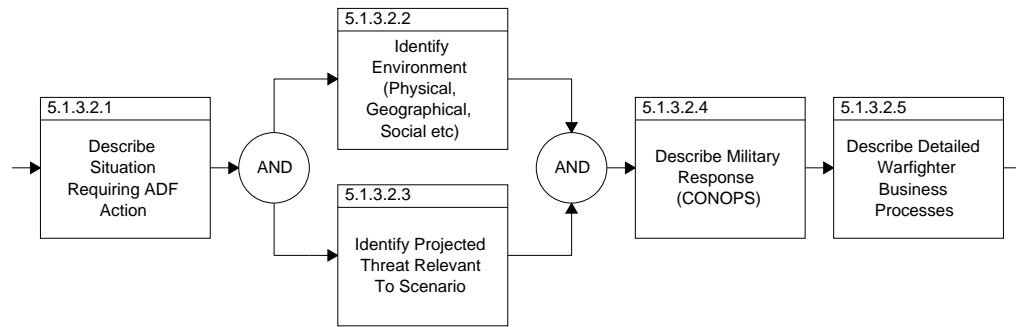 5.1.3.2.1
Describe
Situation
Requiring ADF
Action
AND
5.1.3.2.2
Identify
Environment
(Physical,
Geographical,
Social etc)
5.1.3.2.3
Identify Projected
Threat Relevant
To Scenario
AND
5.1.3.2.4
Describe Military
Response
(CONOPS)
5.1.3.2.5
Describe Detailed
Warfighter
Business
Processes